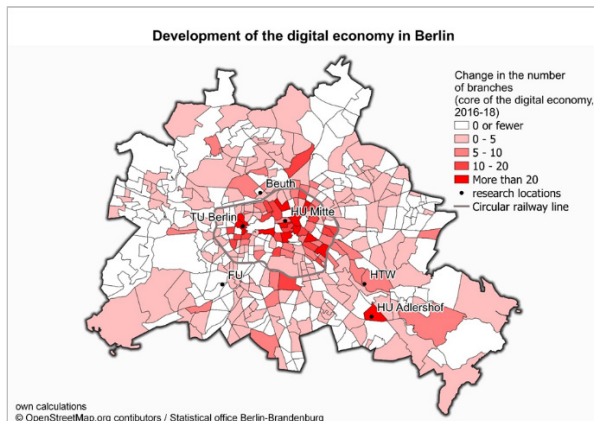 Development of the digital economy in Berlin
Change in the number
of branches
(core of the digital economy,
2016-18)
0 or fewer
0 - 5
5 - 10
10 - 20
More than 20
research locations
Circular railway line
Beuth
TU Berlin
HU Mitte
FU
HTW
HU Adlershof
own calculations
© OpenStreetMap.org contibutors / Statistical office Berlin-Brandenburg